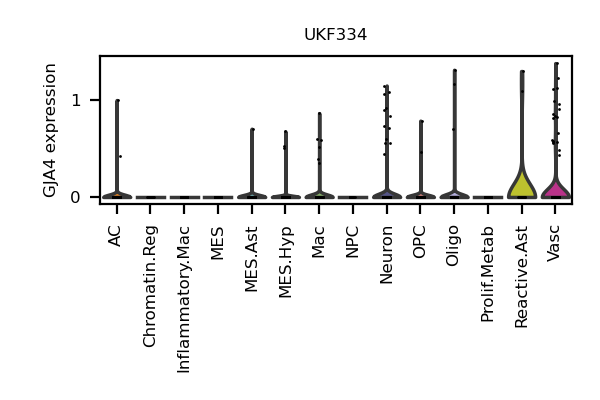 UKF334
GJA4 expression
1
0
AC
Chromatin.Reg
Inflammatory.Mac
MES
MES.Ast
MES.Hyp
Mac
NPC
Neuron
OPC
Oligo
Prolif.Metab
Reactive.Ast
Vasc